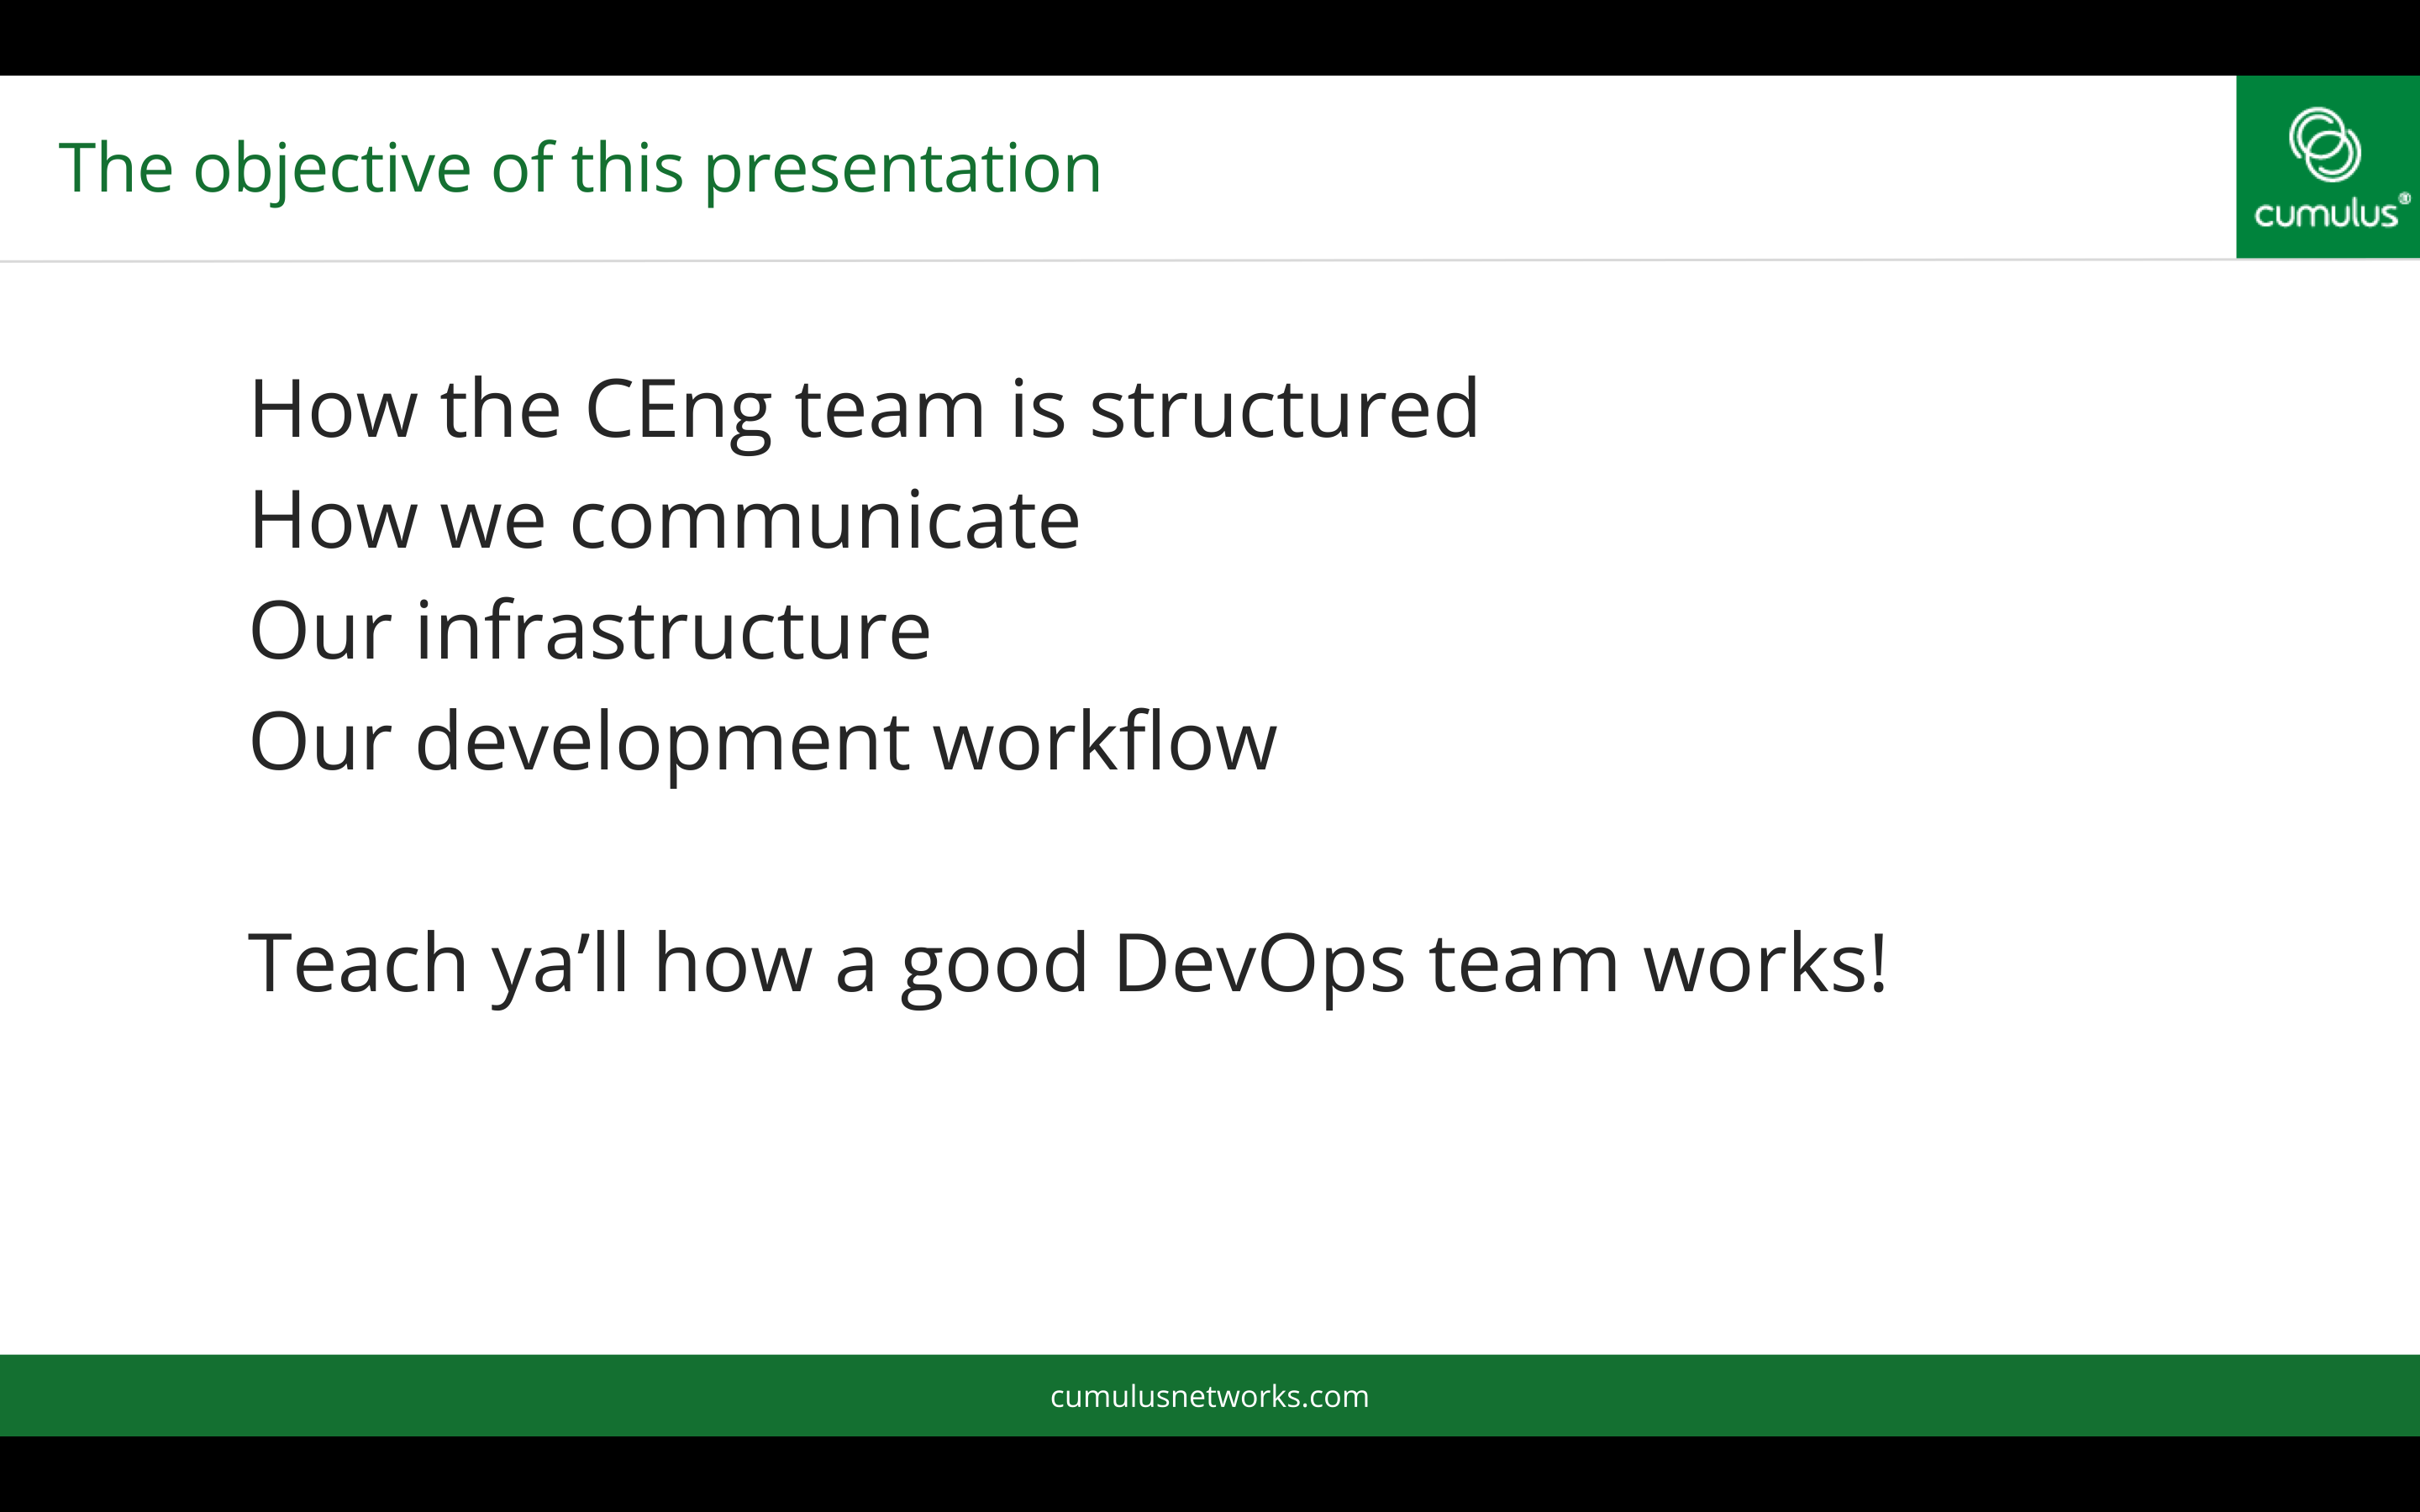 The objective of this presentation
cumulus®
How the CEng team is structured
How we communicate
Our infrastructure
Our development workflow
Teach ya’ll how a good DevOps team works!
cumulusnetworks.com